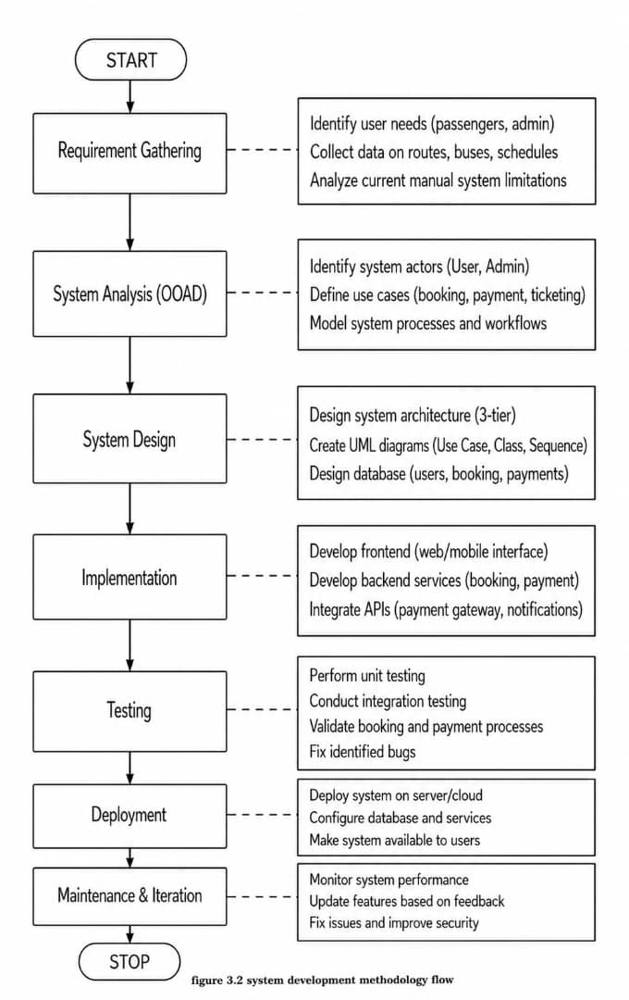 START
Requirement Gathering
Identify user needs (passengers, admin)
Collect data on routes, buses, schedules
Analyze current manual system limitations
System Analysis (OOAD)
Identify system actors (User, Admin)
Define use cases (booking, payment, ticketing)
Model system processes and workflows
System Design
Design system architecture (3-tier)
Create UML diagrams (Use Case, Class, Sequence)
Design database (users, booking, payments)
Implementation
Develop frontend (web/mobile interface)
Develop backend services (booking, payment)
Integrate APIs (payment gateway, notifications)
Testing
Perform unit testing
Conduct integration testing
Validate booking and payment processes
Fix identified bugs
Deployment
Deploy system on server/cloud
Configure database and services
Make system available to users
Maintenance & Iteration
Monitor system performance
Update features based on feedback
Fix issues and improve security
STOP
figure 3.2 system development methodology flow